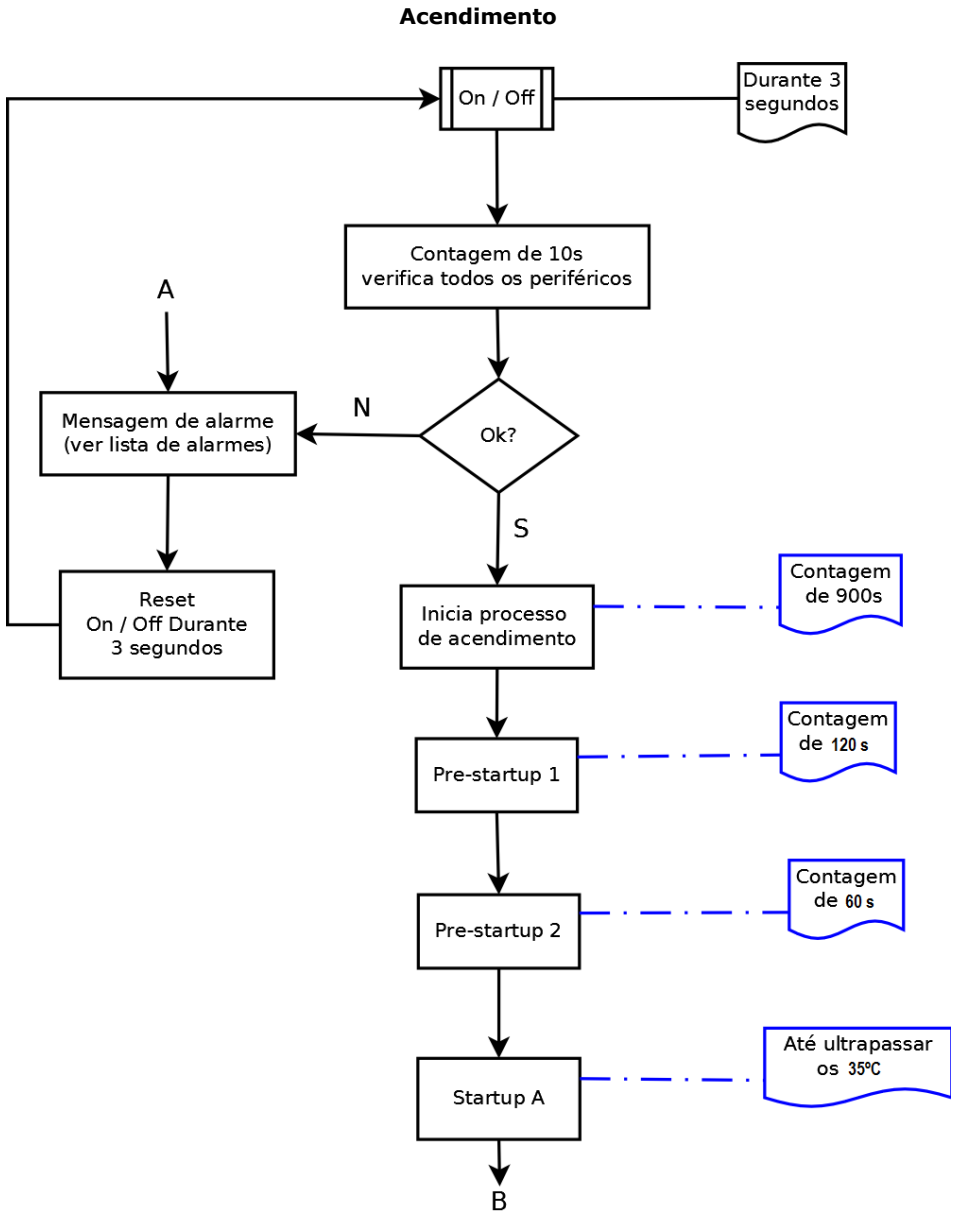 Acendimento
On / Off
Durante 3
segundos
Contagem de 10s
verifica todos os periféricos
A
Mensagem de alarme
(ver lista de alarmes)
N
Ok?
S
Reset
On / Off Durante
3 segundos
Inicia processo
de acendimento
Contagem
de 900s
Pre-startup 1
Contagem
de 120 s
Pre-startup 2
Contagem
de 60 s
Startup A
Até ultrapassar
os 35ºC
B